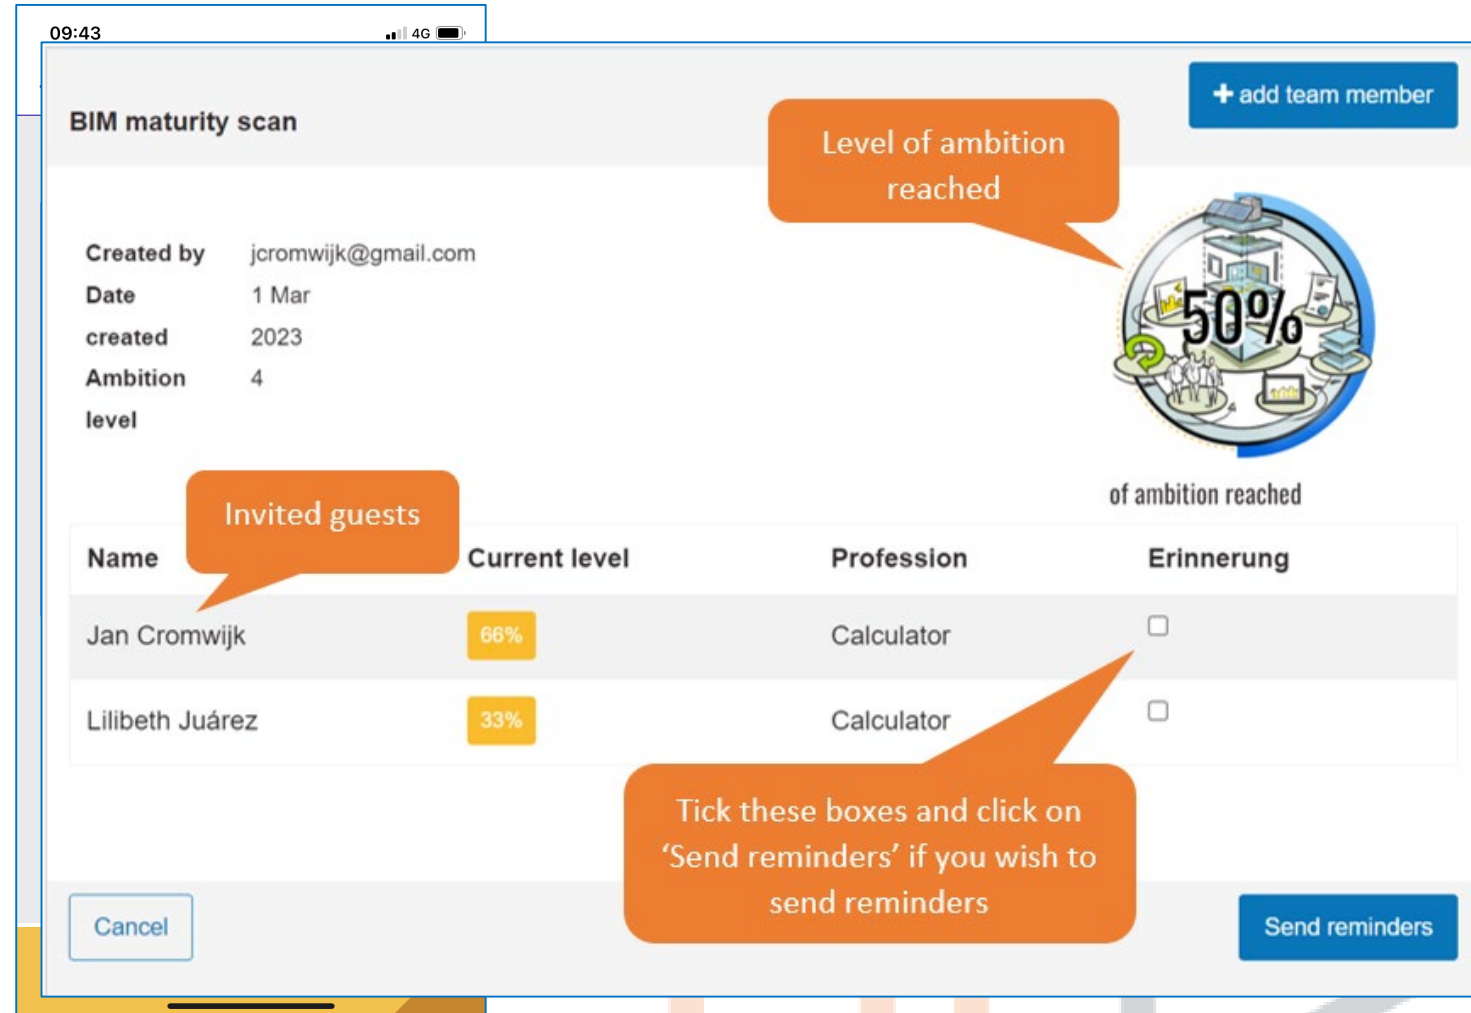 09:43
4G
BIM maturity scan
+ add team member
Level of ambition
reached
Created by jcromwijk@gmail.com
Date 1 Mar
created 2023
Ambition 4
level
50%
of ambition reached
Invited guests
Name Current level Profession Erinnerung
Jan Cromwijk 66% Calculator
Lilibeth Juárez 33% Calculator
Tick these boxes and click on
‘Send reminders’ if you wish to
send reminders
Cancel
Send reminders